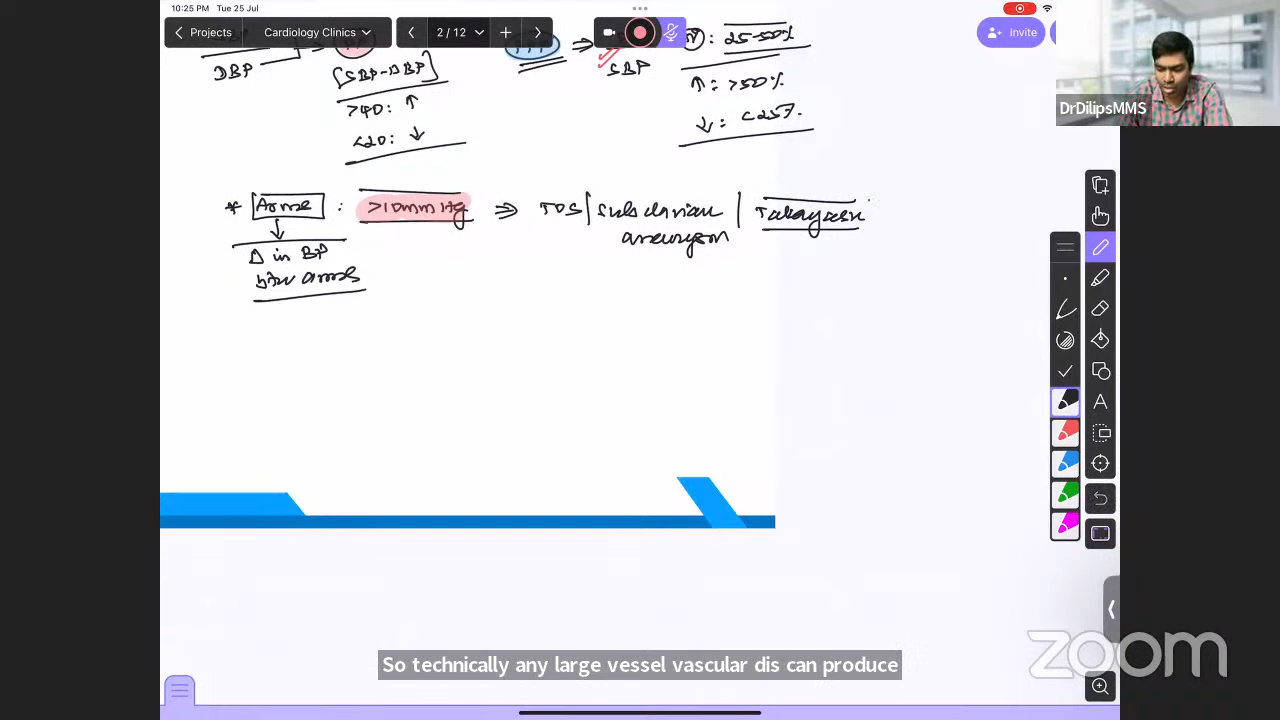 10:25 PM Tue 25 Jul
Projects Cardiology Clinics 2 / 12 Invite
DBP
[SBP-DBP]
>40: ↑
<20: ↓
⇒ SBP
: 25-50%
↑: >50%
↓: <25%.
DrDilipsMMS
* Arms : >10mm Hg ⇒ TOS | subclavian | Takayasu
aneurysm
Δ in BP
b/w arms
A
So technically any large vessel vascular dis can produce
zoom